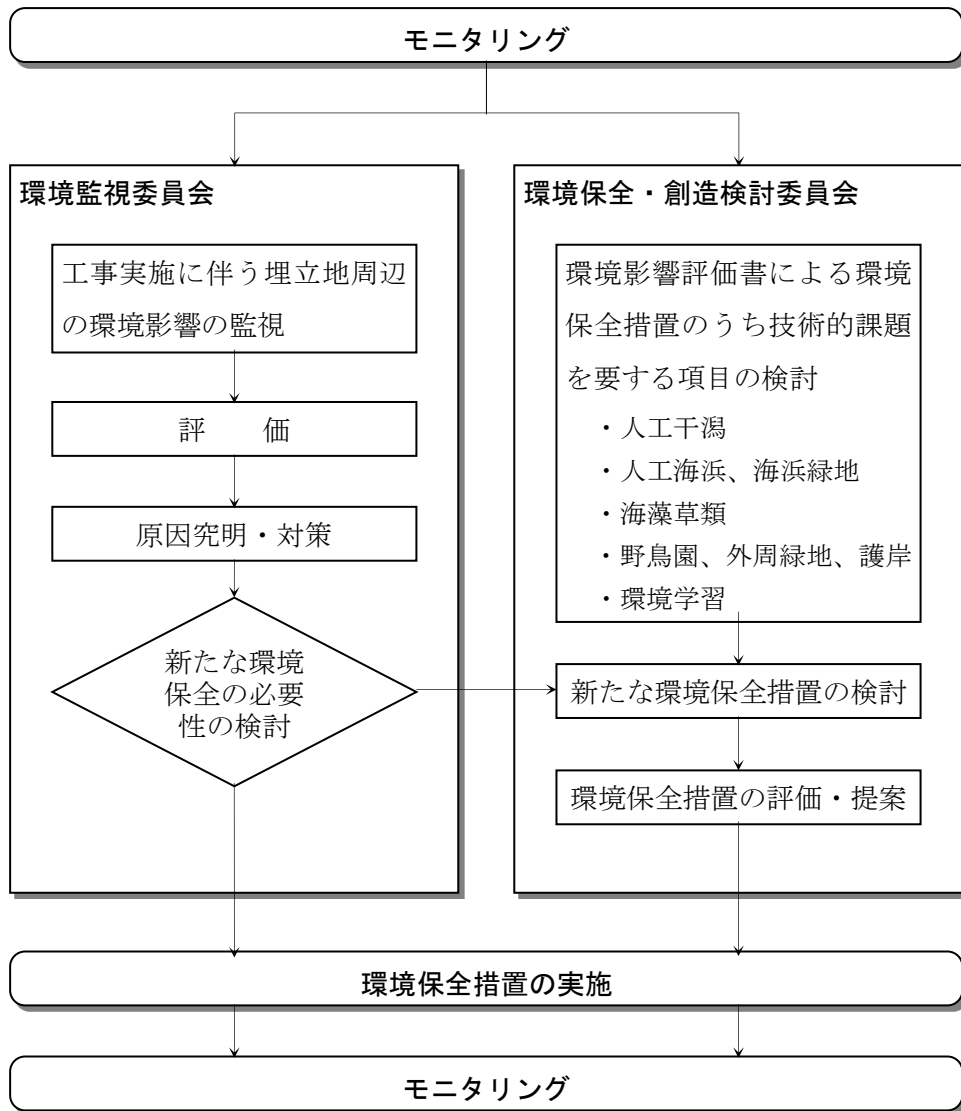 モニタリング
環境監視委員会
工事実施に伴う埋立地周辺
の環境影響の監視
評　　価
原因究明・対策
新たな環境
保全の必要
性の検討
環境保全・創造検討委員会
環境影響評価書による環境
保全措置のうち技術的課題
を要する項目の検討
・人工干潟
・人工海浜、海浜緑地
・海藻草類
・野鳥園、外周緑地、護岸
・環境学習
新たな環境保全措置の検討
環境保全措置の評価・提案
環境保全措置の実施
モニタリング